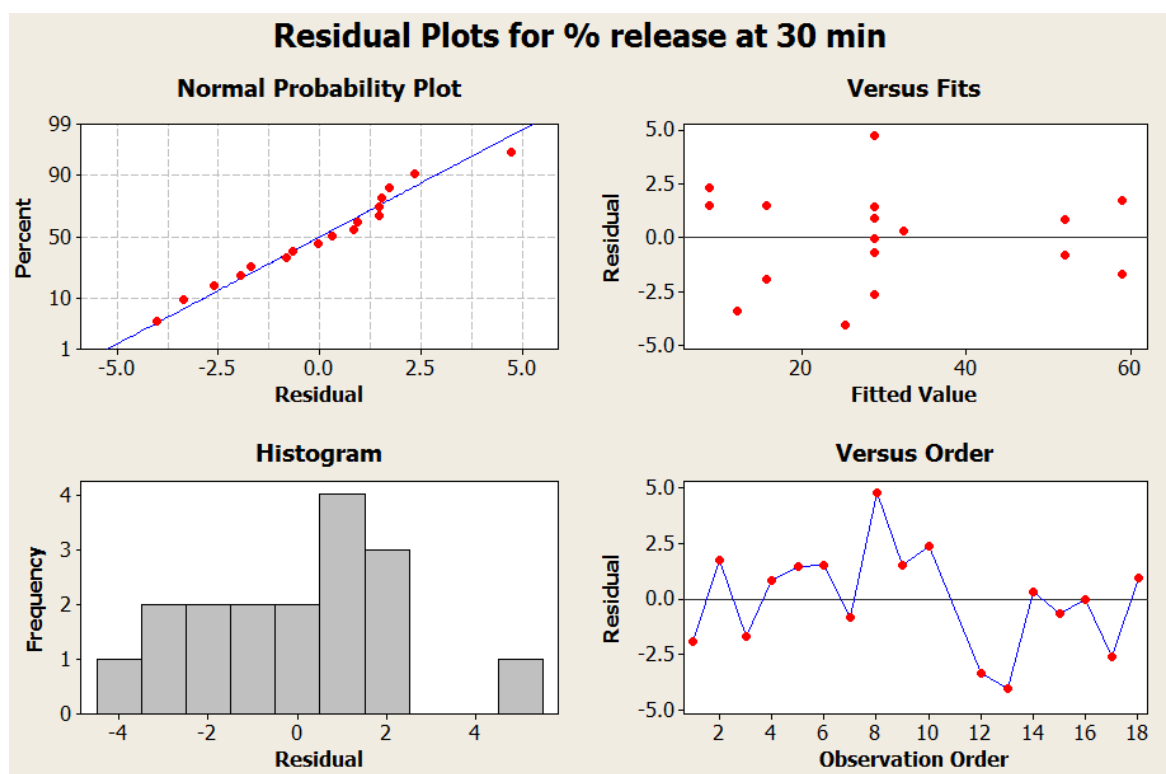 Residual Plots for % release at 30 min
Normal Probability Plot
99
90
50
10
1
Percent
-5.0 -2.5 0.0 2.5 5.0
Residual
Versus Fits
5.0
2.5
0.0
-2.5
-5.0
Residual
20 40 60
Fitted Value
Histogram
4
3
2
1
0
Frequency
-4 -2 0 2 4
Residual
Versus Order
5.0
2.5
0.0
-2.5
-5.0
Residual
2 4 6 8 10 12 14 16 18
Observation Order